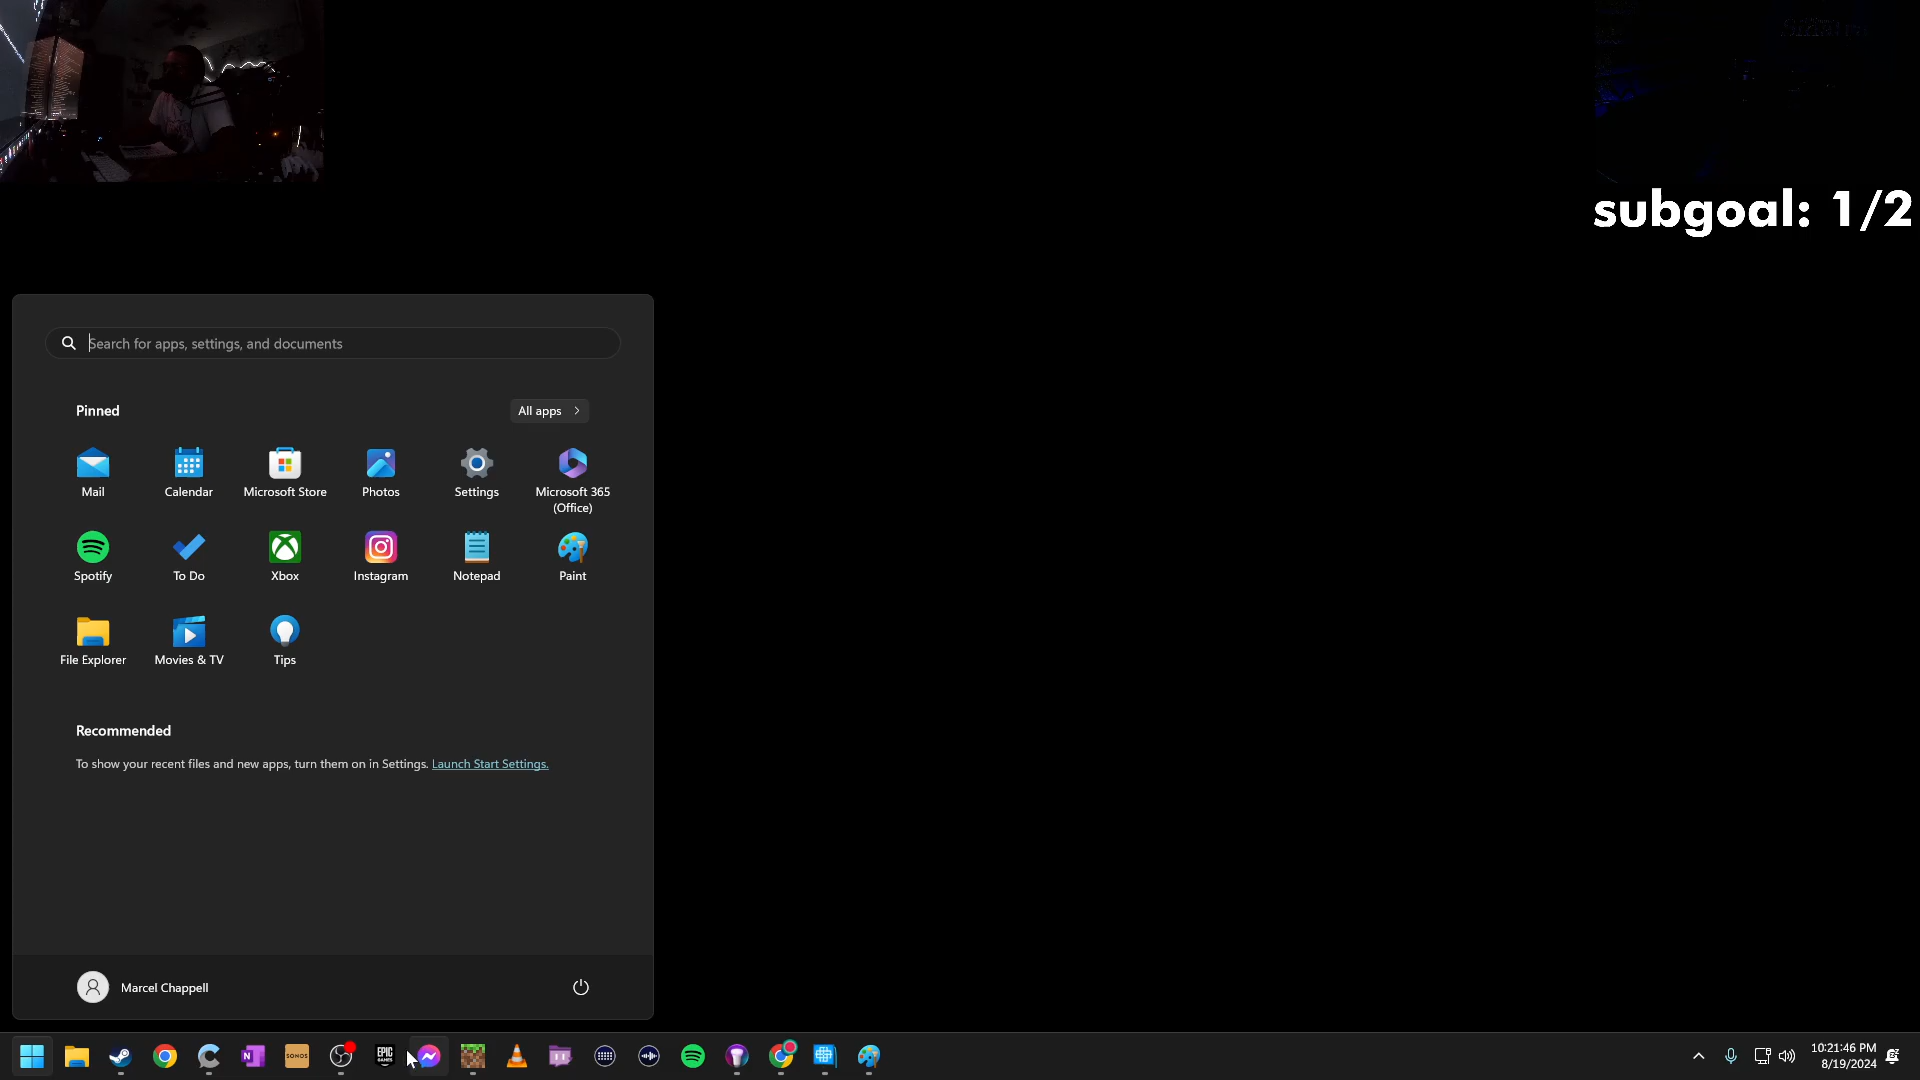 subgoal: 1/2
Search for apps, settings, and documents
Pinned
All apps
Mail
Calendar
Microsoft Store
Photos
Settings
Microsoft 365
(Office)
Spotify
To Do
Xbox
Instagram
Notepad
Paint
File Explorer
Movies & TV
Tips
Recommended
To show your recent files and new apps, turn them on in Settings. Launch Start Settings.
Marcel Chappell
N
SONOS
EPIC
GAMES
10:21:46 PM
8/19/2024